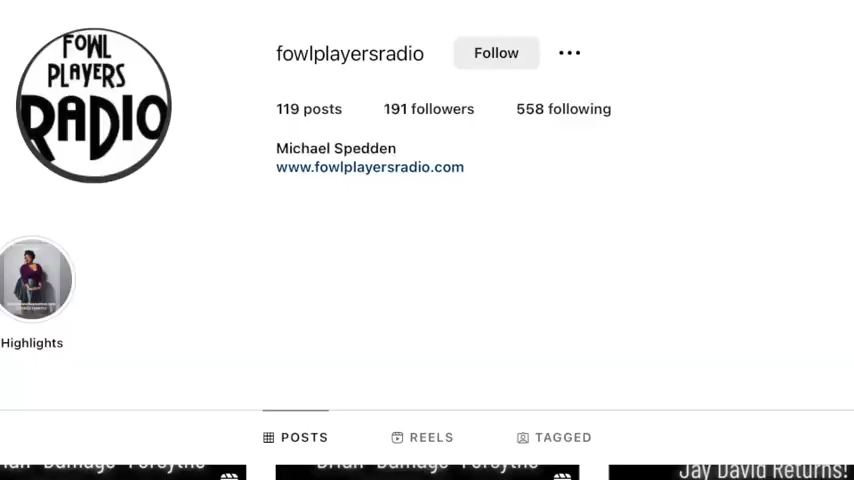 FOWL
PLAYERS
RADIO
fowlplayersradio
Follow
119 posts
191 followers
558 following
Michael Spedden
www.fowlplayersradio.com
Highlights
POSTS
REELS
TAGGED
Jay David Returns!